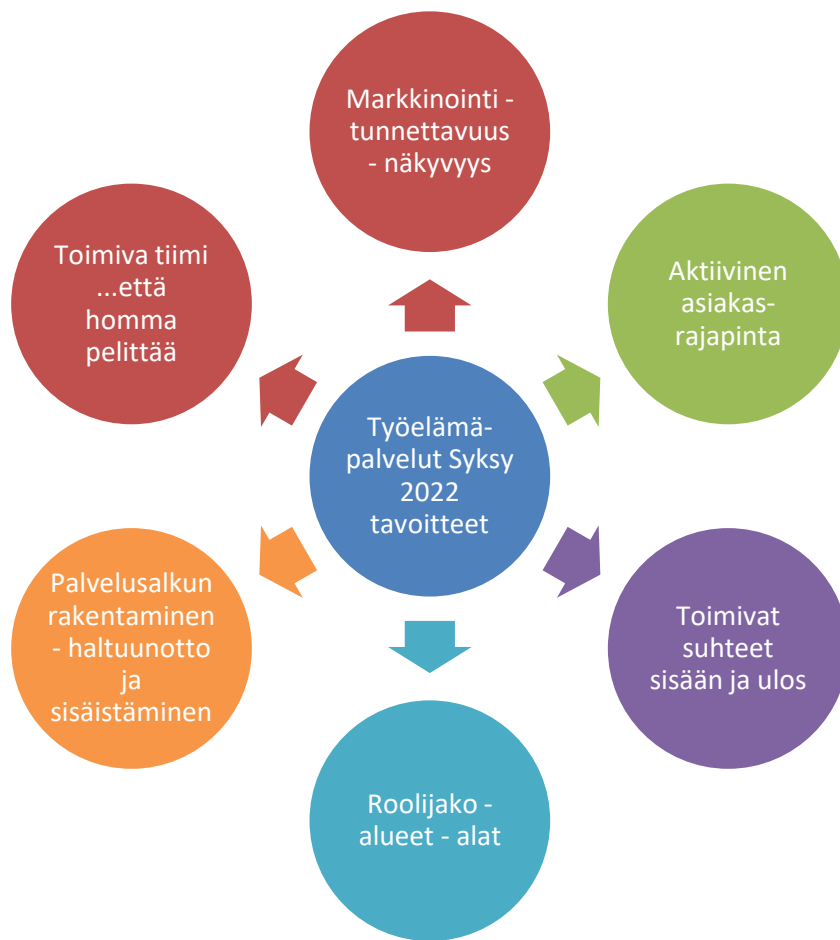 Markkinointi -
tunnettavuus
- näkyvyys
Aktiivinen
asiakas-
rajapinta
Toimivat
suhteet
sisään ja ulos
Roolijako -
alueet - alat
Palvelusalkun
rakentaminen
- haltuunotto
ja
sisäistäminen
Toimiva tiimi
...että
homma
pelittää
Työelämä-
palvelut Syksy
2022
tavoitteet